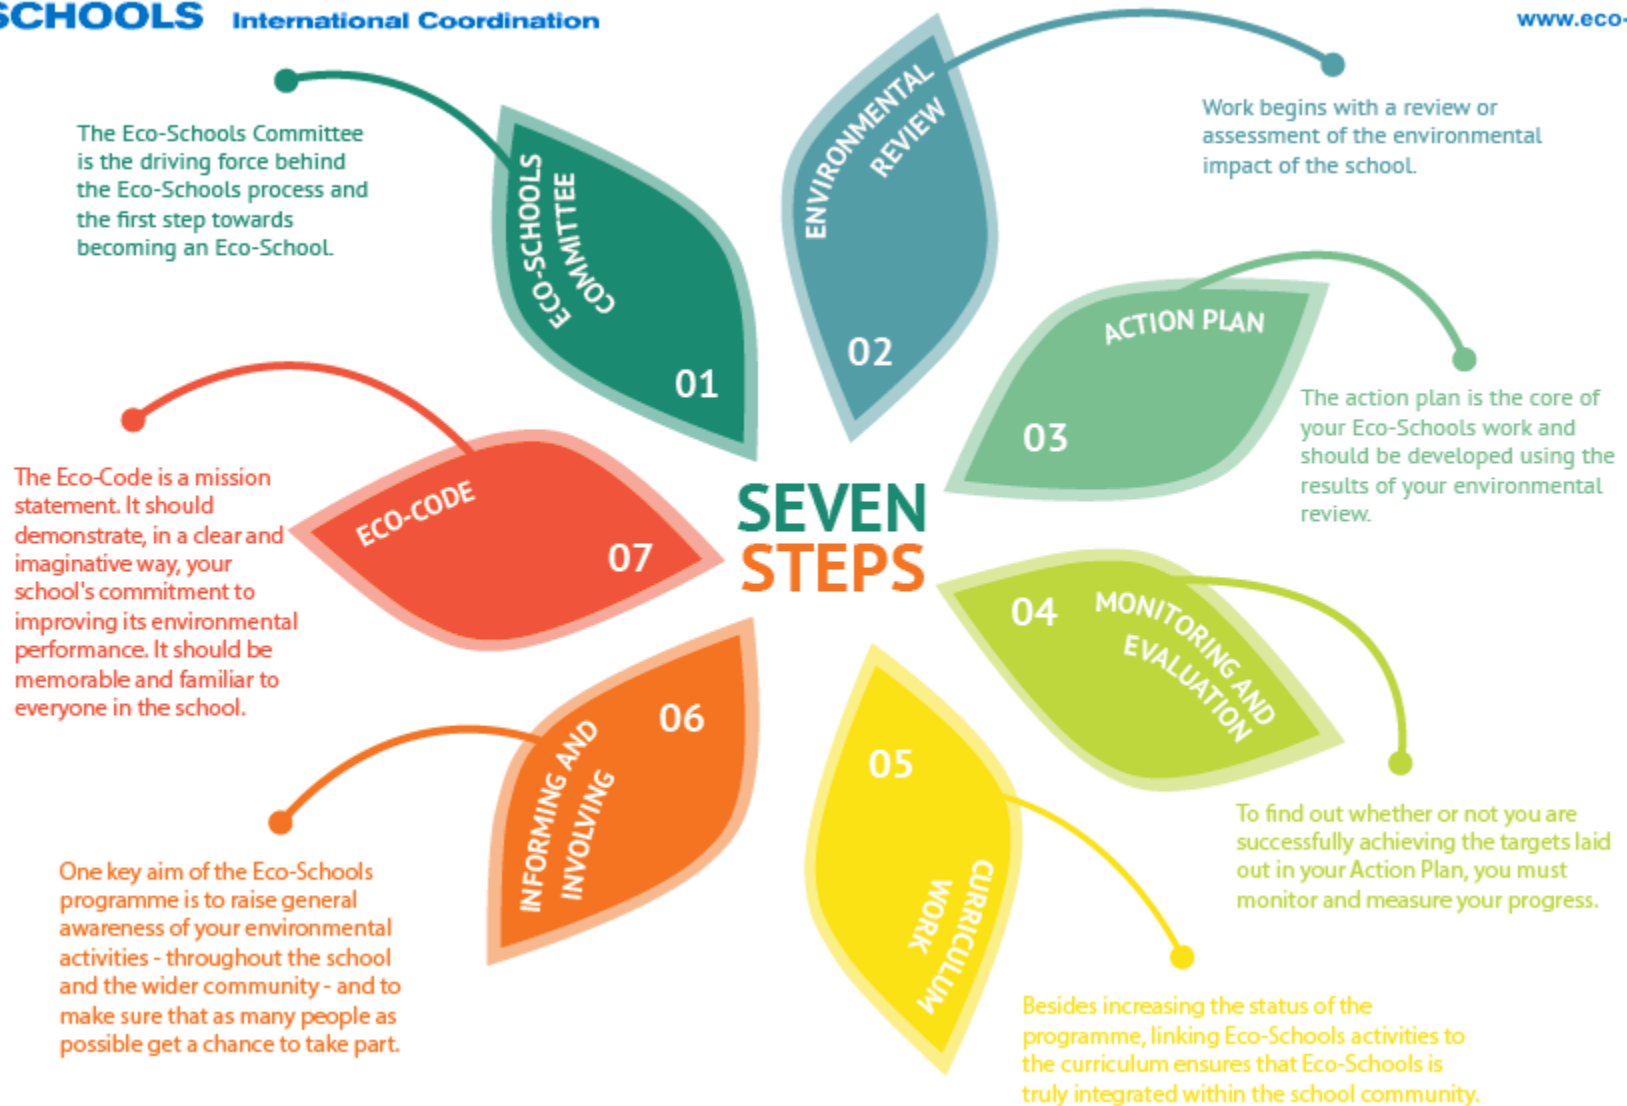 SCHOOLS International Coordination
www.eco-
The Eco-Schools Committee
is the driving force behind
the Eco-Schools process and
the first step towards
becoming an Eco-School.
ECO-SCHOOLS
COMMITTEE
01
ENVIRONMENTAL
REVIEW
02
Work begins with a review or
assessment of the environmental
impact of the school.
ACTION PLAN
03
The action plan is the core of
your Eco-Schools work and
should be developed using the
results of your environmental
review.
SEVEN
STEPS
04
MONITORING AND
EVALUATION
To find out whether or not you are
successfully achieving the targets laid
out in your Action Plan, you must
monitor and measure your progress.
05
CURRICULUM
WORK
Besides increasing the status of the
programme, linking Eco-Schools activities to
the curriculum ensures that Eco-Schools is
truly integrated within the school community.
06
INFORMING AND
INVOLVING
One key aim of the Eco-Schools
programme is to raise general
awareness of your environmental
activities - throughout the school
and the wider community - and to
make sure that as many people as
possible get a chance to take part.
ECO-CODE
07
The Eco-Code is a mission
statement. It should
demonstrate, in a clear and
imaginative way, your
school's commitment to
improving its environmental
performance. It should be
memorable and familiar to
everyone in the school.